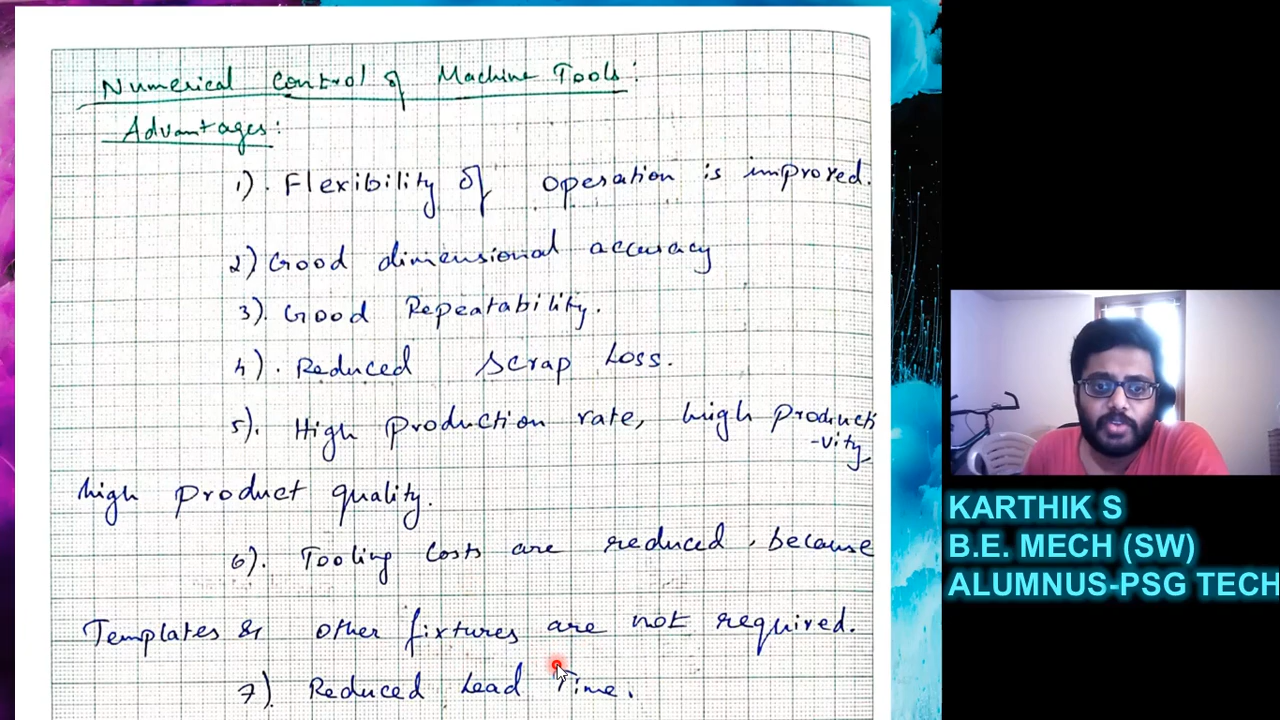 Numerical Control of Machine Tools:
Advantages:
1). Flexibility of operation is improved.
2) Good dimensional accuracy
3). Good Repeatability.
4). Reduced scrap Loss.
5). High production rate, high producti
-vity,
high product quality.
6). Tooling Costs are reduced, because
Templates & other fixtures are not required.
7). Reduced Lead Time.
KARTHIK S
B.E. MECH (SW)
ALUMNUS-PSG TECH